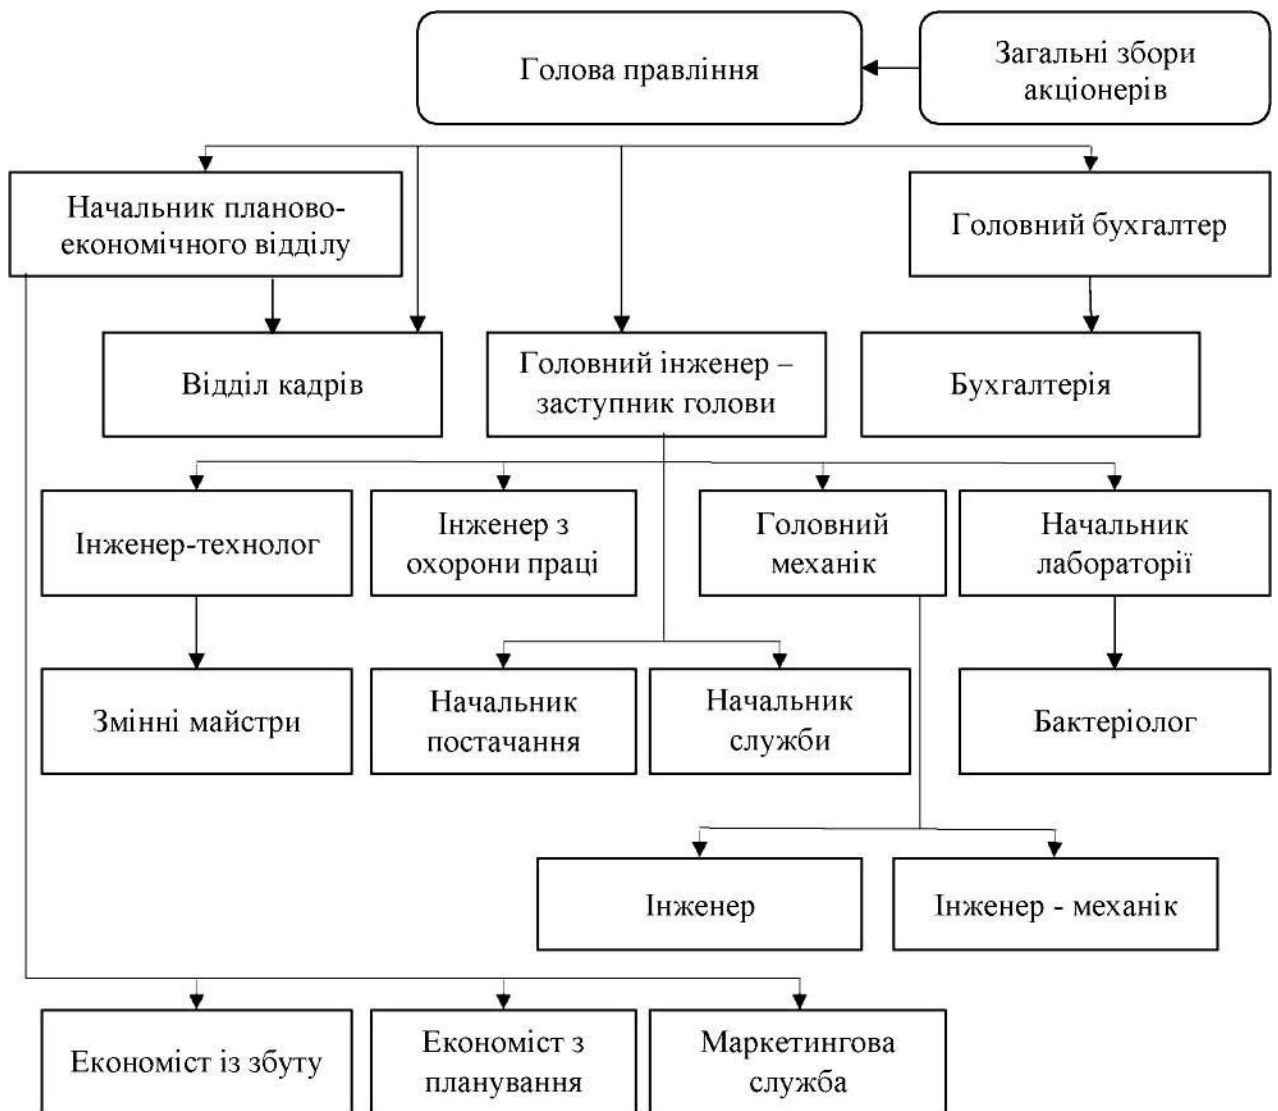 Голова правління
Загальні збори
акціонерів
Начальник планово-
економічного відділу
Головний бухгалтер
Відділ кадрів
Головний інженер –
заступник голови
Бухгалтерія
Інженер-технолог
Інженер з
охорони праці
Головний
механік
Начальник
лабораторії
Змінні майстри
Начальник
постачання
Начальник
служби
Бактеріолог
Інженер
Інженер - механік
Економіст із збуту
Економіст з
планування
Маркетингова
служба